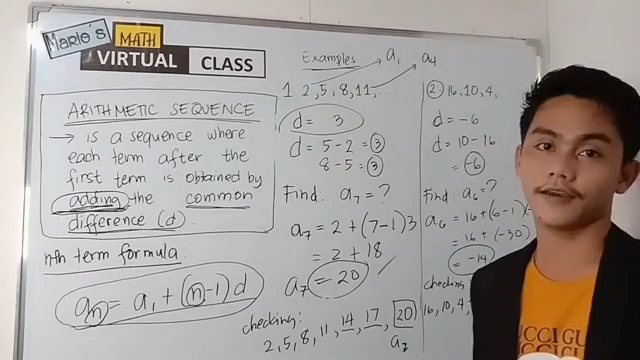 Mario's
MATH
VIRTUAL CLASS
ARITHMETIC SEQUENCE
→ is a sequence where
each term after the
first term is obtained by
adding the common
difference (d).
nth term formula:
aₙ = a₁ + (n-1)d
Examples
a₁
a₄
1 2, 5, 8, 11, ...
d = 3
d = 5 - 2 = 3
8 - 5 = 3
Find: a₇ = ?
a₇ = 2 + (7-1)3
= 2 + 18
a₇ = 20
checking:
2, 5, 8, 11, 14, 17, 20
a₇
2. 16, 10, 4,
d = -6
d = 10 - 16
= -6
Find: a₆ = ?
a₆ = 16 + (6-1)(-
= 16 + (-30)
= -14
checking
16, 10, 4,